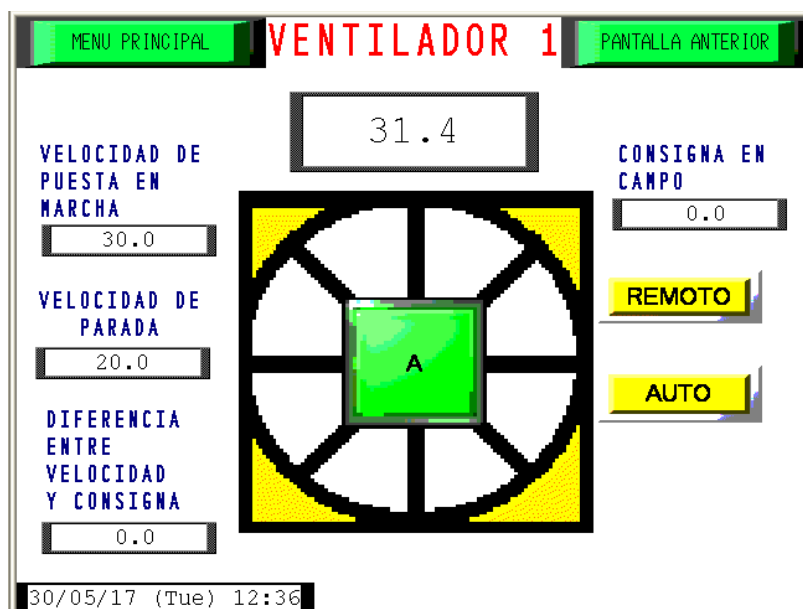 MENU PRINCIPAL
VENTILADOR 1
PANTALLA ANTERIOR
31.4
VELOCIDAD DE
PUESTA EN
MARCHA
30.0
CONSIGNA EN
CAMPO
0.0
REMOTO
VELOCIDAD DE
PARADA
20.0
A
AUTO
DIFERENCIA
ENTRE
VELOCIDAD
Y CONSIGNA
0.0
30/05/17 (Tue) 12:36